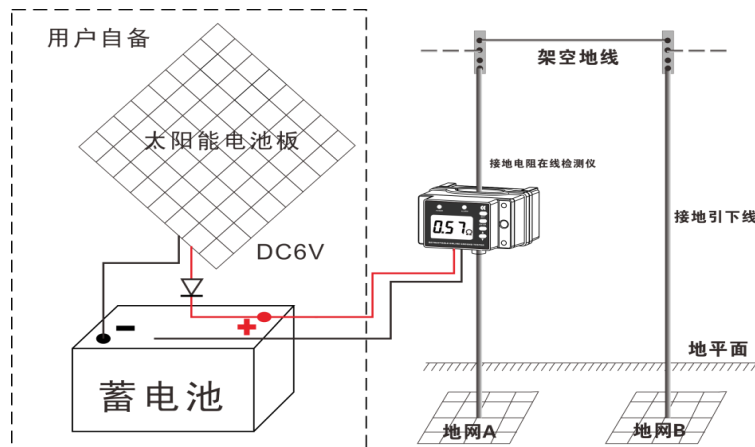 用户自备
太阳能电池板
DC6V
蓄电池
架空地线
接地电阻在线检测仪
0.57Ω
接地引下线
地平面
地网A
地网B